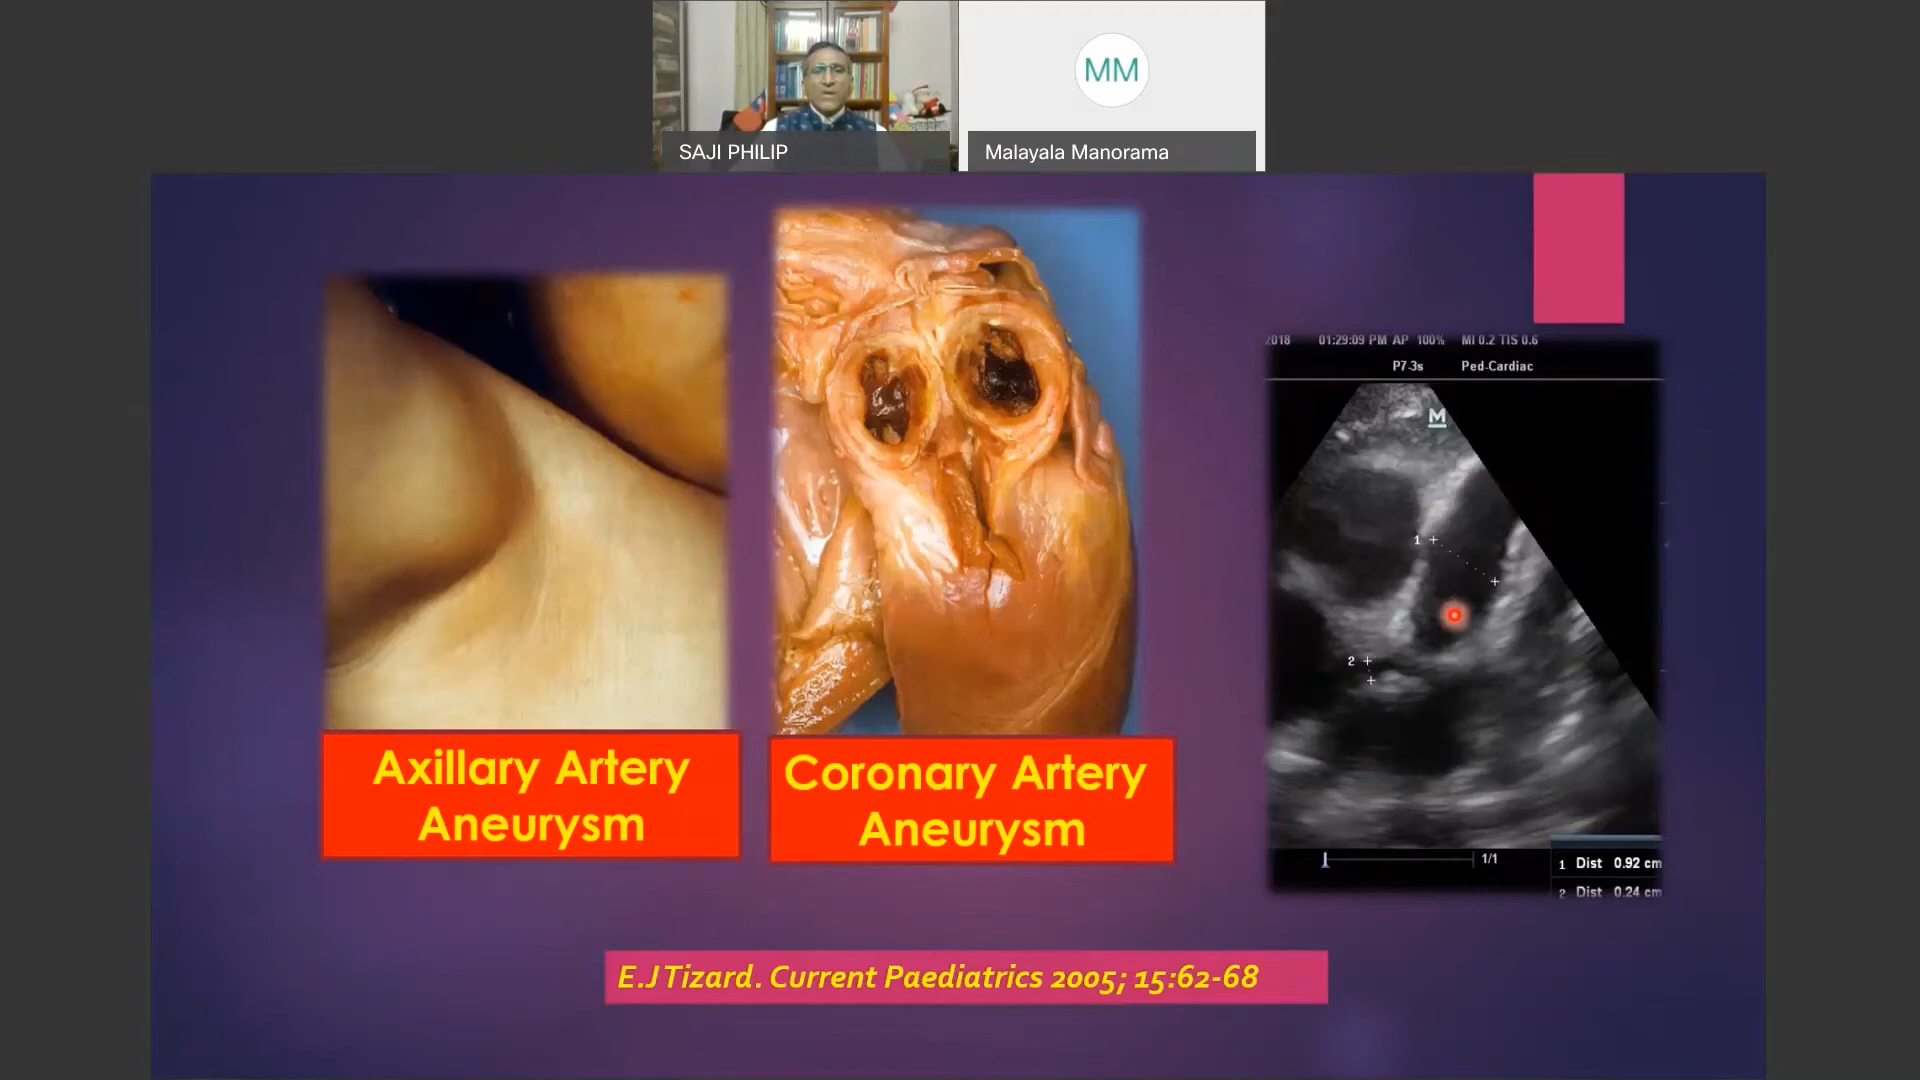 MM
SAJI PHILIP
Malayala Manorama
2018 01:29:09 PM AP 100% MI 0.2 TIS 0.6
P7-3s Ped-Cardiac
M
1
2
1/1
1 Dist 0.92 cm
2 Dist 0.24 cm
Axillary Artery
Aneurysm
Coronary Artery
Aneurysm
E.J Tizard. Current Paediatrics 2005; 15:62-68